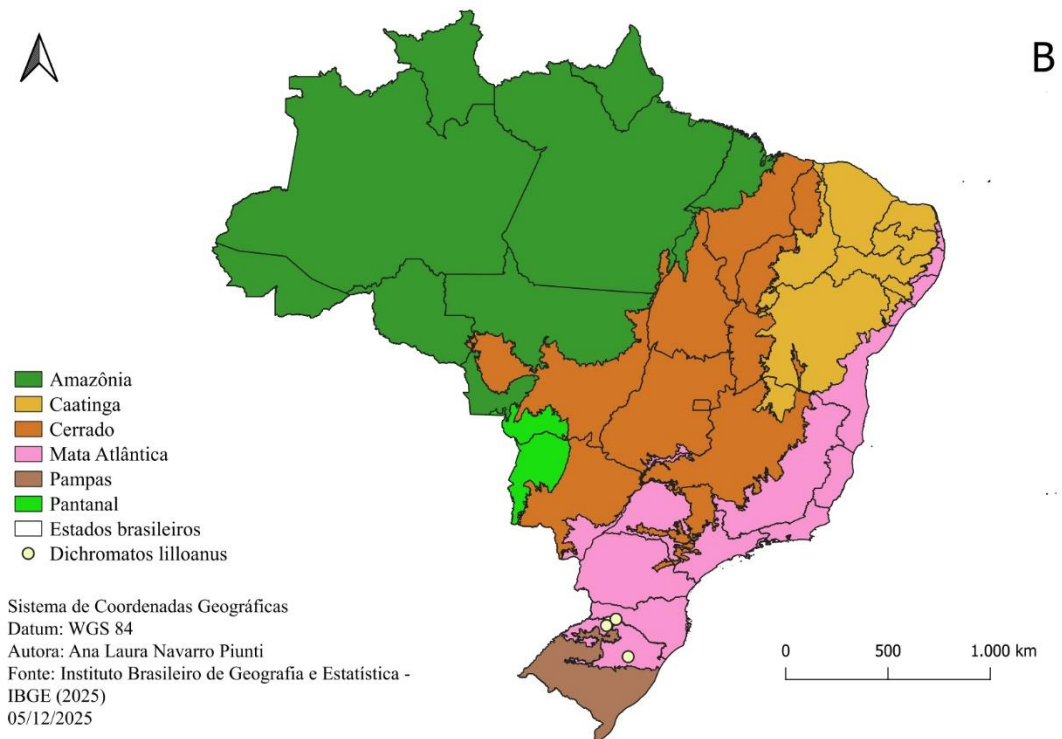 B
Amazônia
Caatinga
Cerrado
Mata Atlântica
Pampas
Pantanal
Estados brasileiros
Dichromatos lilloanus
Sistema de Coordenadas Geográficas
Datum: WGS 84
Autora: Ana Laura Navarro Piunti
Fonte: Instituto Brasileiro de Geografia e Estatística -
IBGE (2025)
05/12/2025
0 500 1.000 km